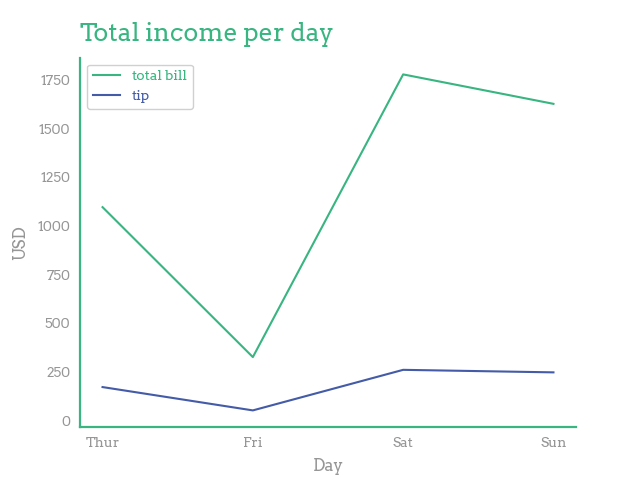 Total income per day
total bill
tip
1750
1500
1250
1000
750
500
250
0
USD
Thur Fri Sat Sun
Day